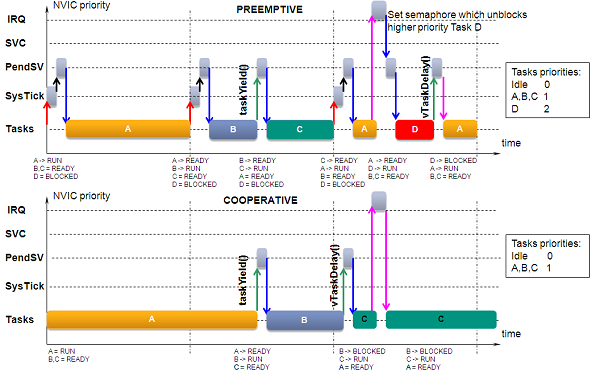 NVIC priority
PREEMPTIVE
Set semaphore which unblocks
higher priority Task D
IRQ
SVC
PendSV
SysTick
Tasks
taskYield()
vTaskDelay()
A
B
C
A
D
A
time
Tasks priorities:
Idle 0
A,B,C 1
D 2
A -> RUN
B,C = READY
D = BLOCKED
A -> READY
B -> RUN
C = READY
D = BLOCKED
B -> READY
C -> RUN
A = READY
D = BLOCKED
C -> READY
A -> RUN
B = READY
D = BLOCKED
A -> READY
D -> RUN
B,C = READY
D -> BLOCKED
A -> RUN
B,C = READY
NVIC priority
COOPERATIVE
IRQ
SVC
PendSV
SysTick
Tasks
taskYield()
vTaskDelay()
A
B
C
C
time
Tasks priorities:
Idle 0
A,B,C 1
A = RUN
B,C = READY
A -> READY
B -> RUN
C = READY
B -> BLOCKED
C -> RUN
A = READY
B -> BLOCKED
C -> RUN
A = READY